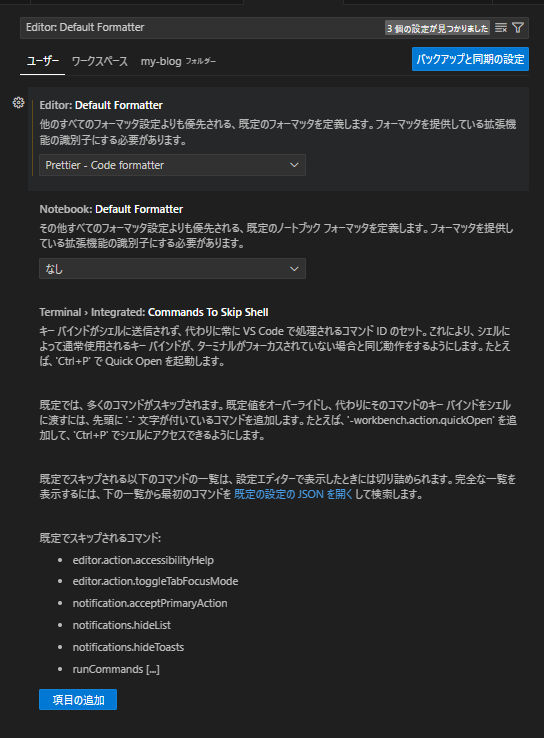 Editor: Default Formatter
3 個の設定が見つかりました
ユーザー ワークスペース my-blog フォルダー
バックアップと同期の設定
Editor: Default Formatter
他のすべてのフォーマッタ設定よりも優先される、既定のフォーマッタを定義します。フォーマッタを提供している拡張機
能の識別子にする必要があります。
Prettier - Code formatter
Notebook: Default Formatter
その他すべてのフォーマッタ設定よりも優先される、既定のノートブック フォーマッタを定義します。フォーマッタを提供し
ている拡張機能の識別子にする必要があります。
なし
Terminal › Integrated: Commands To Skip Shell
キー バインドがシェルに送信されず、代わりに常に VS Code で処理されるコマンド ID のセット。これにより、シェルに
よって通常使用されるキー バインドが、ターミナルがフォーカスされていない場合と同じ動作をするようにします。たとえ
ば、'Ctrl+P' で Quick Open を起動します。
既定では、多くのコマンドがスキップされます。既定値をオーバーライドし、代わりにそのコマンドのキー バインドをシェル
に渡すには、先頭に '-' 文字が付いているコマンドを追加します。たとえば、'-workbench.action.quickOpen' を追
加して、'Ctrl+P' でシェルにアクセスできるようにします。
既定でスキップされる以下のコマンドの一覧は、設定エディターで表示したときには切り詰められます。完全な一覧を
表示するには、下の一覧から最初のコマンドを 既定の設定の JSON を開く して検索します。
既定でスキップされるコマンド:
• editor.action.accessibilityHelp
• editor.action.toggleTabFocusMode
• notification.acceptPrimaryAction
• notifications.hideList
• notifications.hideToasts
• runCommands [...]
項目の追加